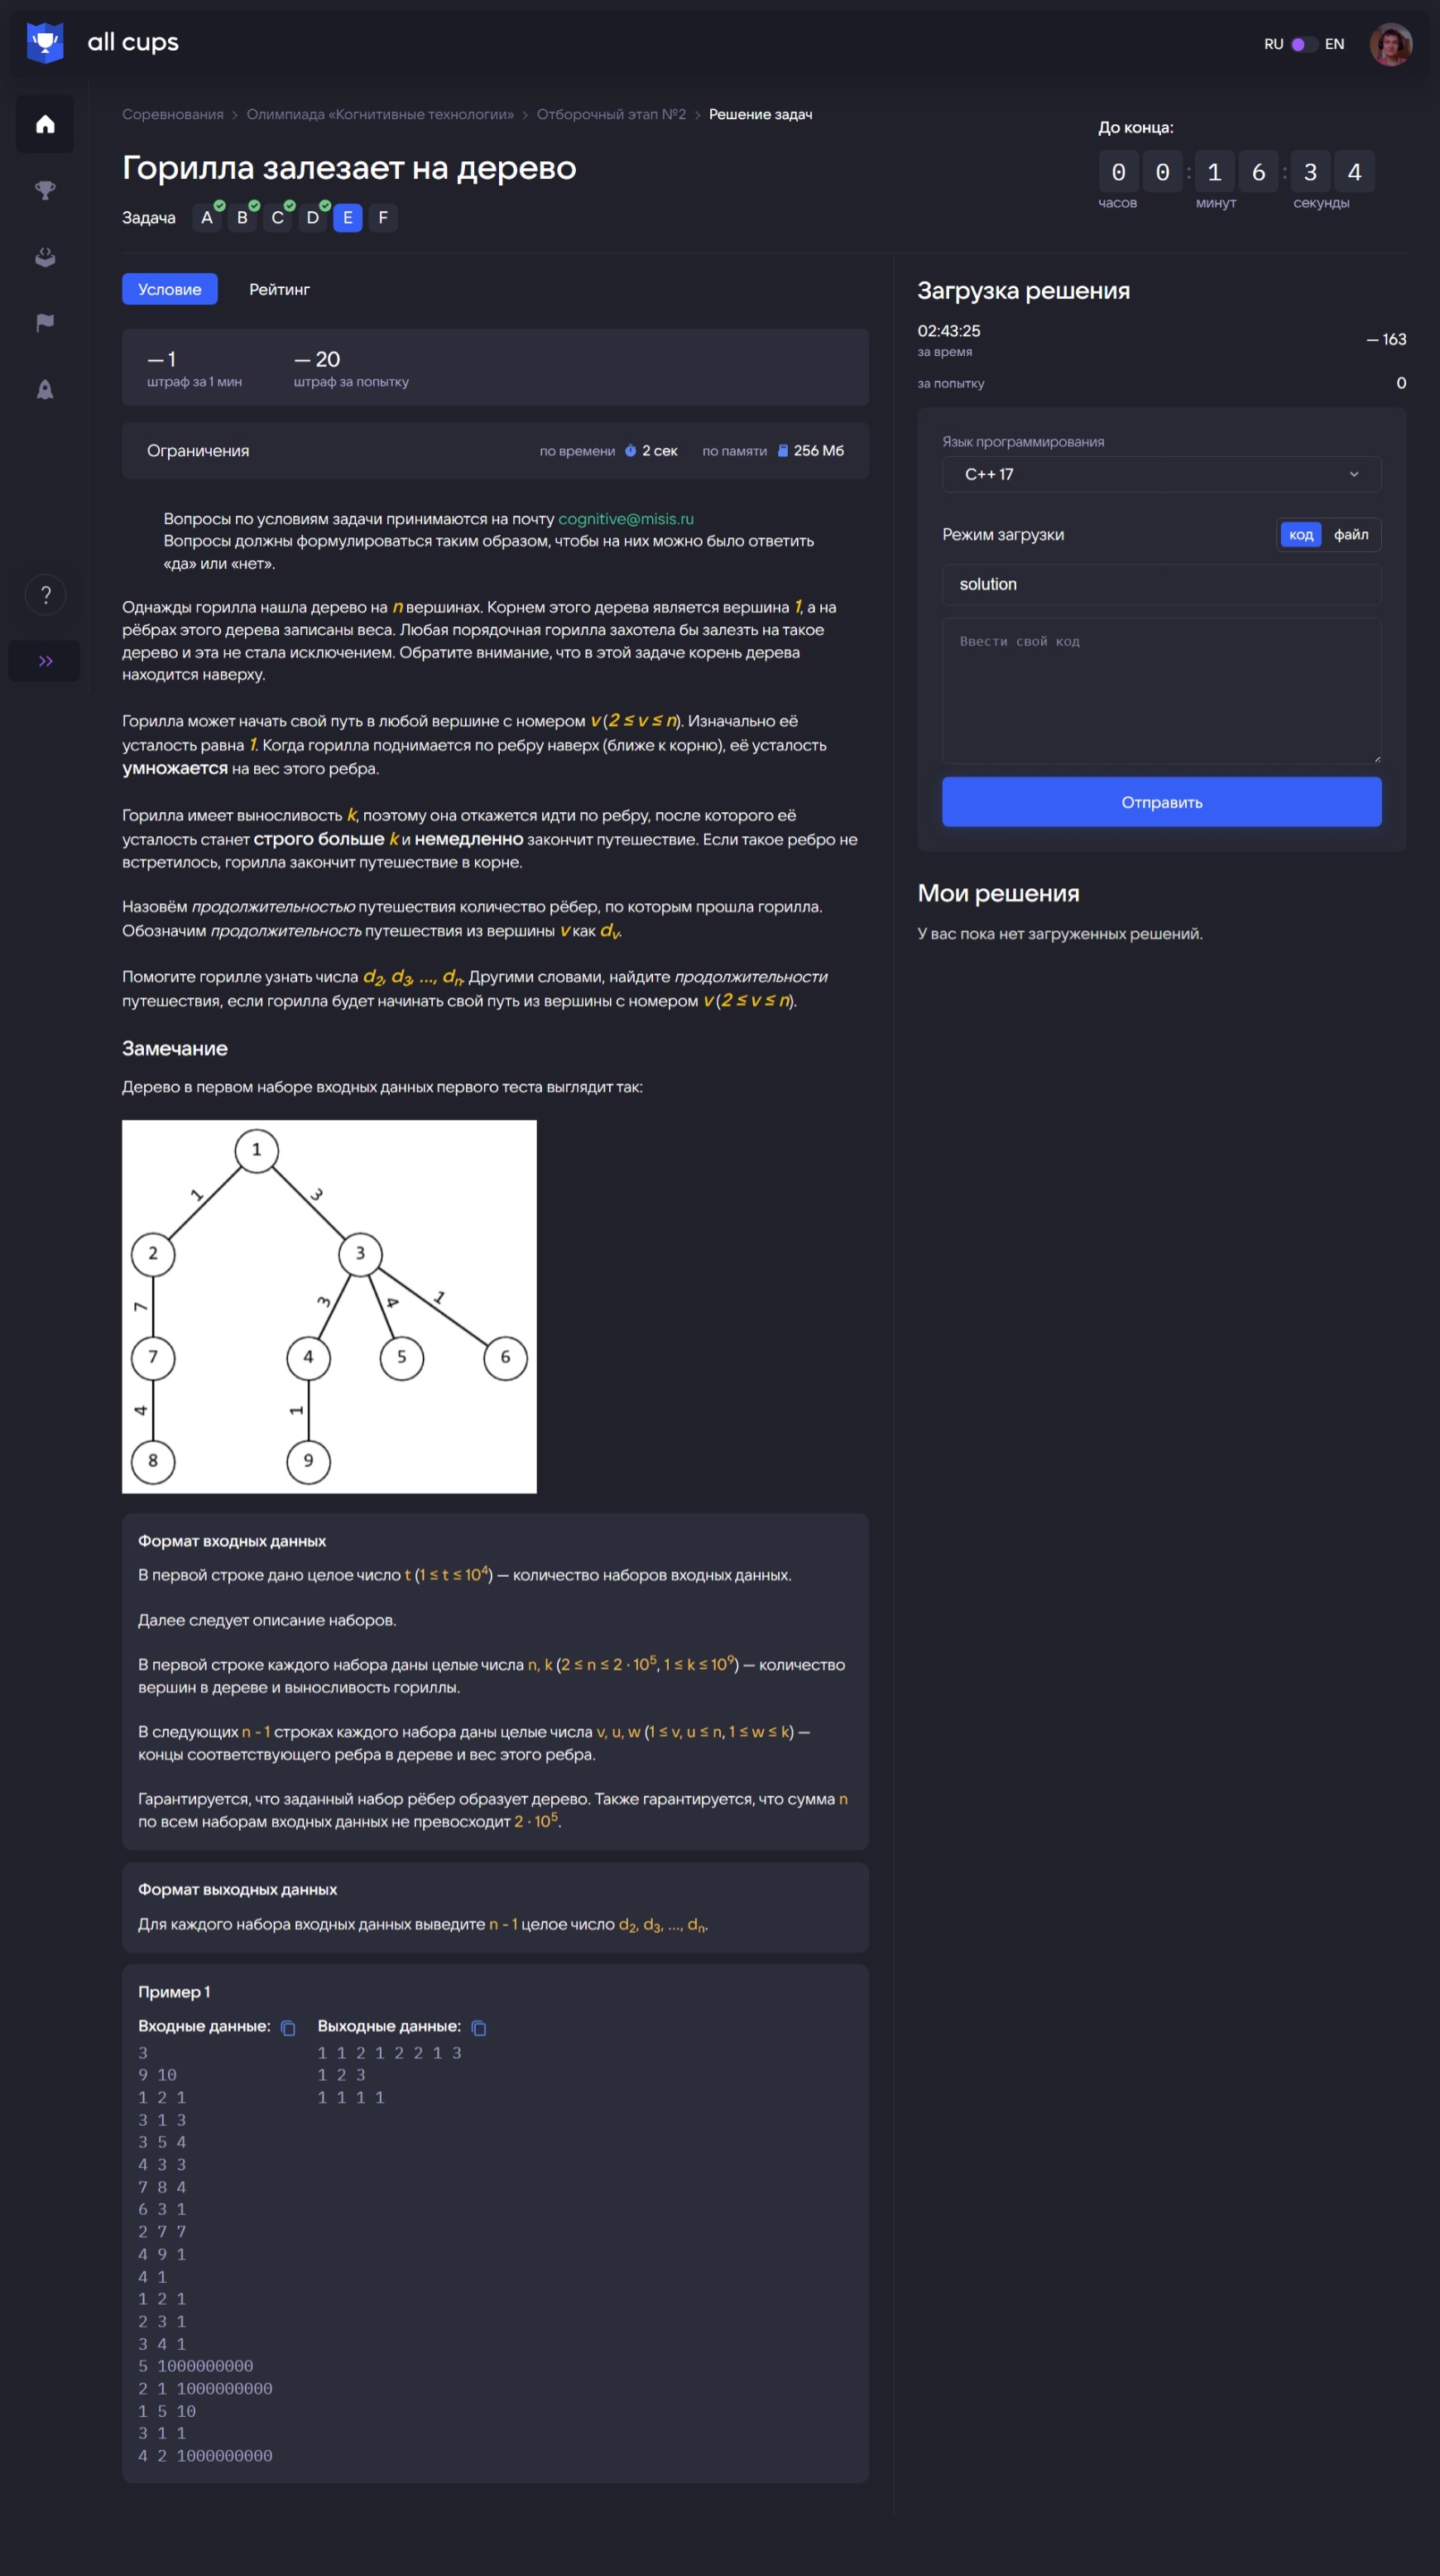 all cups
RU EN
Соревнования > Олимпиада «Когнитивные технологии» > Отборочный этап №2 > Решение задач
До конца:
Горилла залезает на дерево
0 0 : 1 6 : 3 4
часов минут секунды
Задача A B C D E F
Условие Рейтинг
— 1
штраф за 1 мин
— 20
штраф за попытку
Ограничения по времени 2 сек по памяти 256 Мб
Вопросы по условиям задачи принимаются на почту cognitive@misis.ru
Вопросы должны формулироваться таким образом, чтобы на них можно было ответить
«да» или «нет».
Однажды горилла нашла дерево на n вершинах. Корнем этого дерева является вершина 1, а на
рёбрах этого дерева записаны веса. Любая порядочная горилла захотела бы залезть на такое
дерево и эта не стала исключением. Обратите внимание, что в этой задаче корень дерева
находится наверху.
Горилла может начать свой путь в любой вершине с номером v (2 ≤ v ≤ n). Изначально её
усталость равна 1. Когда горилла поднимается по ребру наверх (ближе к корню), её усталость
умножается на вес этого ребра.
Горилла имеет выносливость k, поэтому она откажется идти по ребру, после которого её
усталость станет строго больше k и немедленно закончит путешествие. Если такое ребро не
встретилось, горилла закончит путешествие в корне.
Назовём продолжительностью путешествия количество рёбер, по которым прошла горилла.
Обозначим продолжительность путешествия из вершины v как d_v.
Помогите горилле узнать числа d_2, d_3, ..., d_n. Другими словами, найдите продолжительности
путешествия, если горилла будет начинать свой путь из вершины с номером v (2 ≤ v ≤ n).
Замечание
Дерево в первом наборе входных данных первого теста выглядит так:
1
1 3
2 3
7 3 4 1
7 4 5 6
4 1
8 9
Формат входных данных
В первой строке дано целое число t (1 ≤ t ≤ 10^4) — количество наборов входных данных.
Далее следует описание наборов.
В первой строке каждого набора даны целые числа n, k (2 ≤ n ≤ 2 · 10^5, 1 ≤ k ≤ 10^9) — количество
вершин в дереве и выносливость гориллы.
В следующих n - 1 строках каждого набора даны целые числа v, u, w (1 ≤ v, u ≤ n, 1 ≤ w ≤ k) —
концы соответствующего ребра в дереве и вес этого ребра.
Гарантируется, что заданный набор рёбер образует дерево. Также гарантируется, что сумма n
по всем наборам входных данных не превосходит 2 · 10^5.
Формат выходных данных
Для каждого набора входных данных выведите n - 1 целое число d_2, d_3, ..., d_n.
Пример 1
Входные данные:
3
9 10
1 2 1
3 1 3
3 5 4
4 3 3
7 8 4
6 3 1
2 7 7
4 9 1
4 1
1 2 1
2 3 1
3 4 1
5 1000000000
2 1 1000000000
1 5 10
3 1 1
4 2 1000000000
Выходные данные:
1 1 2 1 2 2 1 3
1 2 3
1 1 1 1
Загрузка решения
02:43:25
за время
— 163
за попытку 0
Язык программирования
C++ 17
Режим загрузки код файл
solution
Ввести свой код
Отправить
Мои решения
У вас пока нет загруженных решений.
?